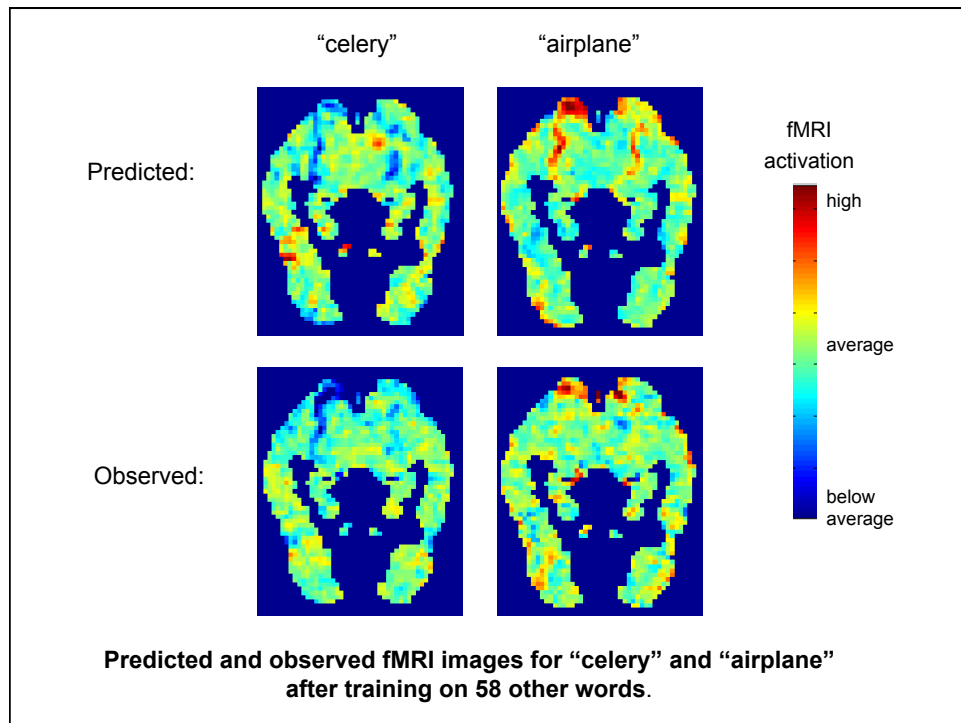 “celery” “airplane”
fMRI
activation
Predicted:
high
average
Observed:
below
average
Predicted and observed fMRI images for “celery” and “airplane”
after training on 58 other words.